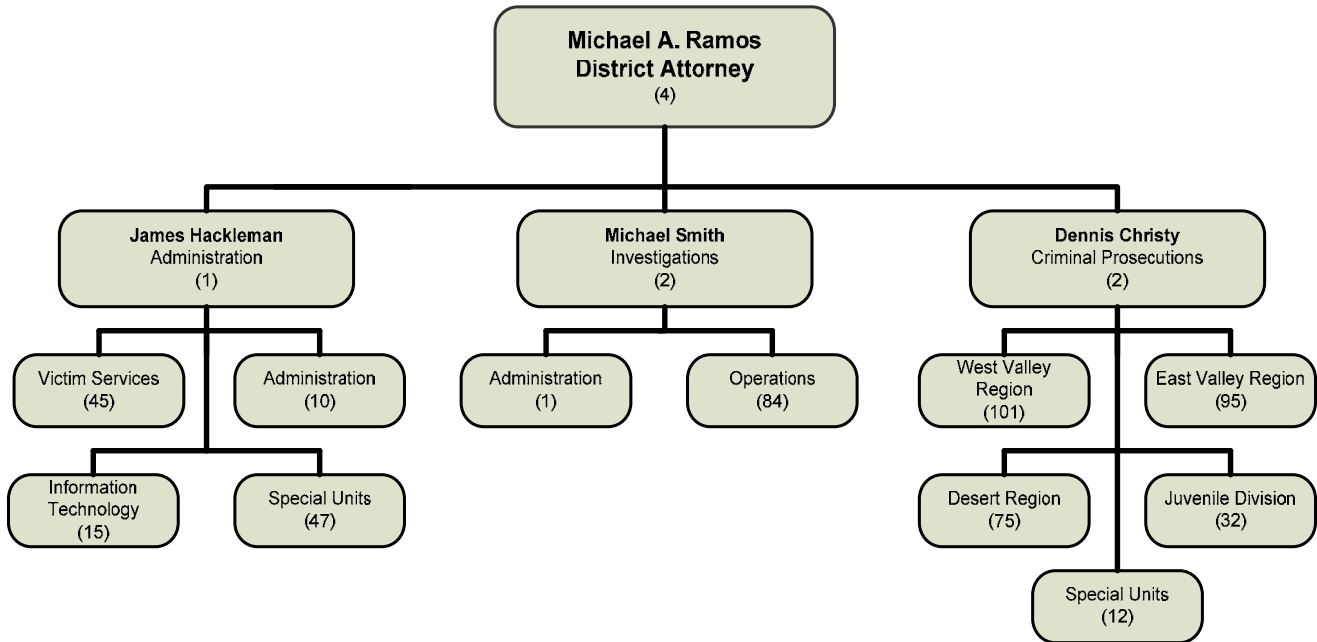 Michael A. Ramos
District Attorney
(4)
James Hackleman
Administration
(1)
Michael Smith
Investigations
(2)
Dennis Christy
Criminal Prosecutions
(2)
Victim Services
(45)
Administration
(10)
Administration
(1)
Operations
(84)
West Valley
Region
(101)
East Valley Region
(95)
Information
Technology
(15)
Special Units
(47)
Desert Region
(75)
Juvenile Division
(32)
Special Units
(12)